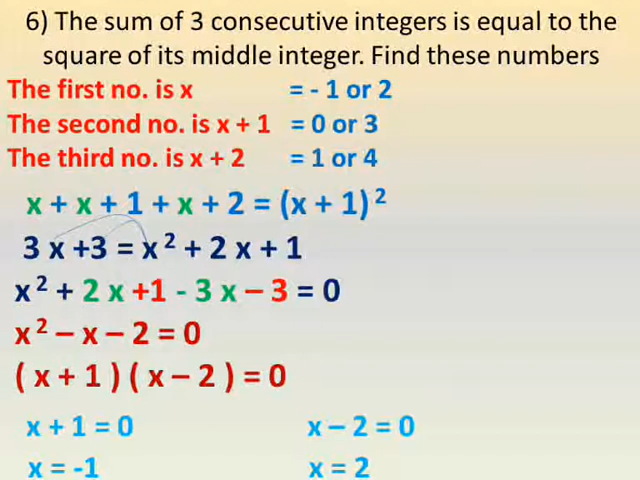 6) The sum of 3 consecutive integers is equal to the
square of its middle integer. Find these numbers
The first no. is x = - 1 or 2
The second no. is x + 1 = 0 or 3
The third no. is x + 2 = 1 or 4
x + x + 1 + x + 2 = (x + 1)²
3 x +3 = x² + 2 x + 1
x² + 2 x +1 - 3 x – 3 = 0
x² – x – 2 = 0
( x + 1 ) ( x – 2 ) = 0
x + 1 = 0 x – 2 = 0
x = -1 x = 2